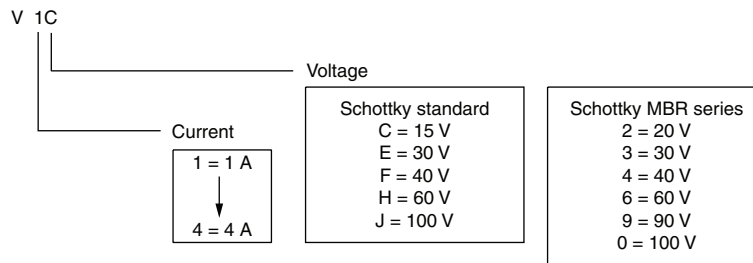 V 1C
Voltage
Schottky standard
C = 15 V
E = 30 V
F = 40 V
H = 60 V
J = 100 V
Schottky MBR series
2 = 20 V
3 = 30 V
4 = 40 V
6 = 60 V
9 = 90 V
0 = 100 V
Current
1 = 1 A
4 = 4 A